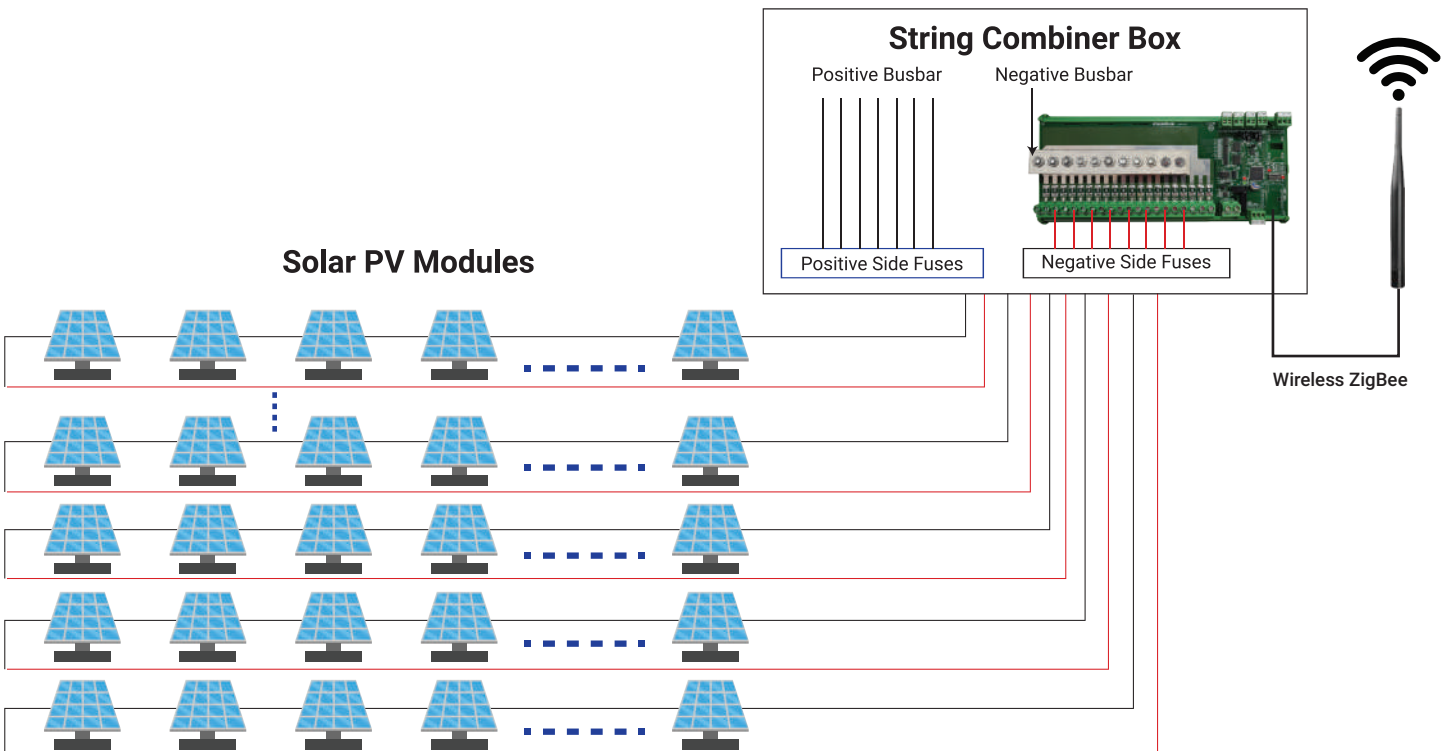 String Combiner Box
Positive Busbar
Negative Busbar
Positive Side Fuses
Negative Side Fuses
Solar PV Modules
Wireless ZigBee